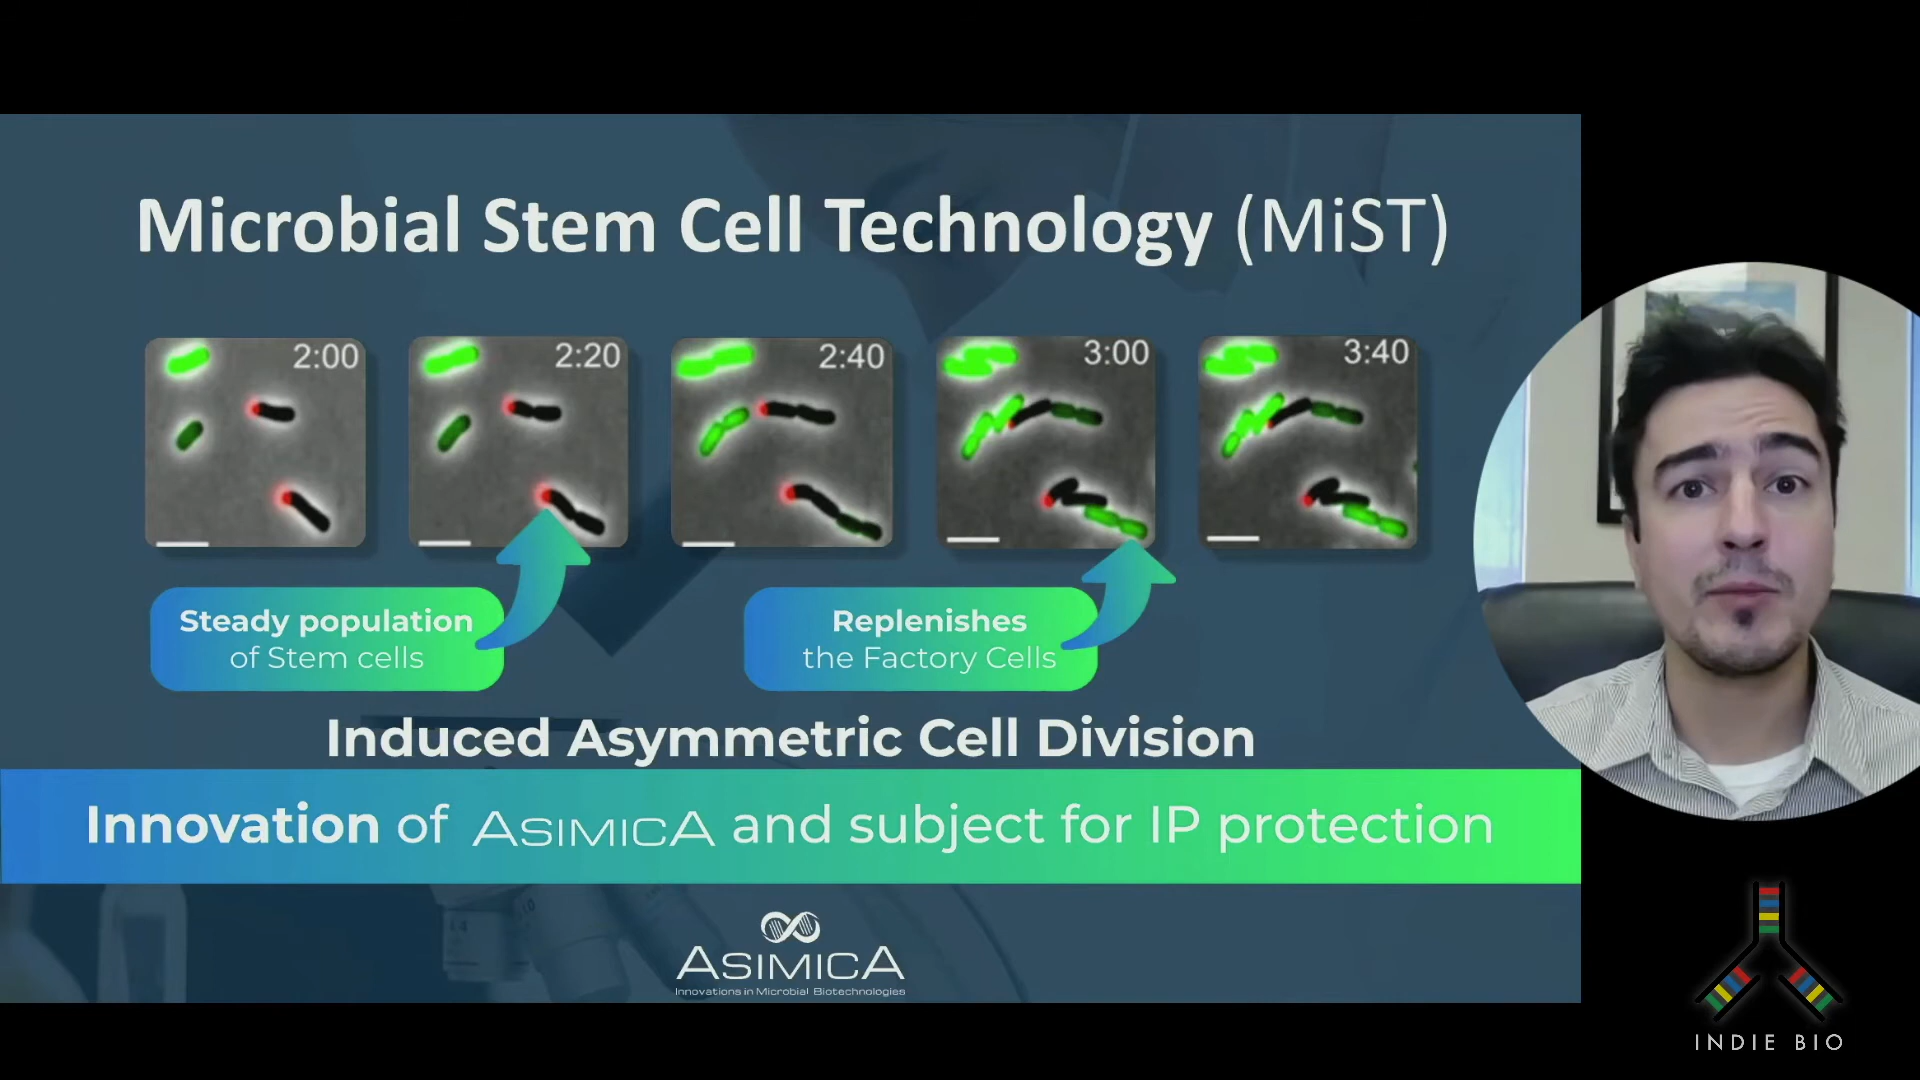 Microbial Stem Cell Technology (MiST)
2:00
2:20
2:40
3:00
3:40
Steady population
of Stem cells
Replenishes
the Factory Cells
Induced Asymmetric Cell Division
Innovation of ASIMICA and subject for IP protection
ASIMICA
Innovations in Microbial Biotechnologies
INDIE BIO